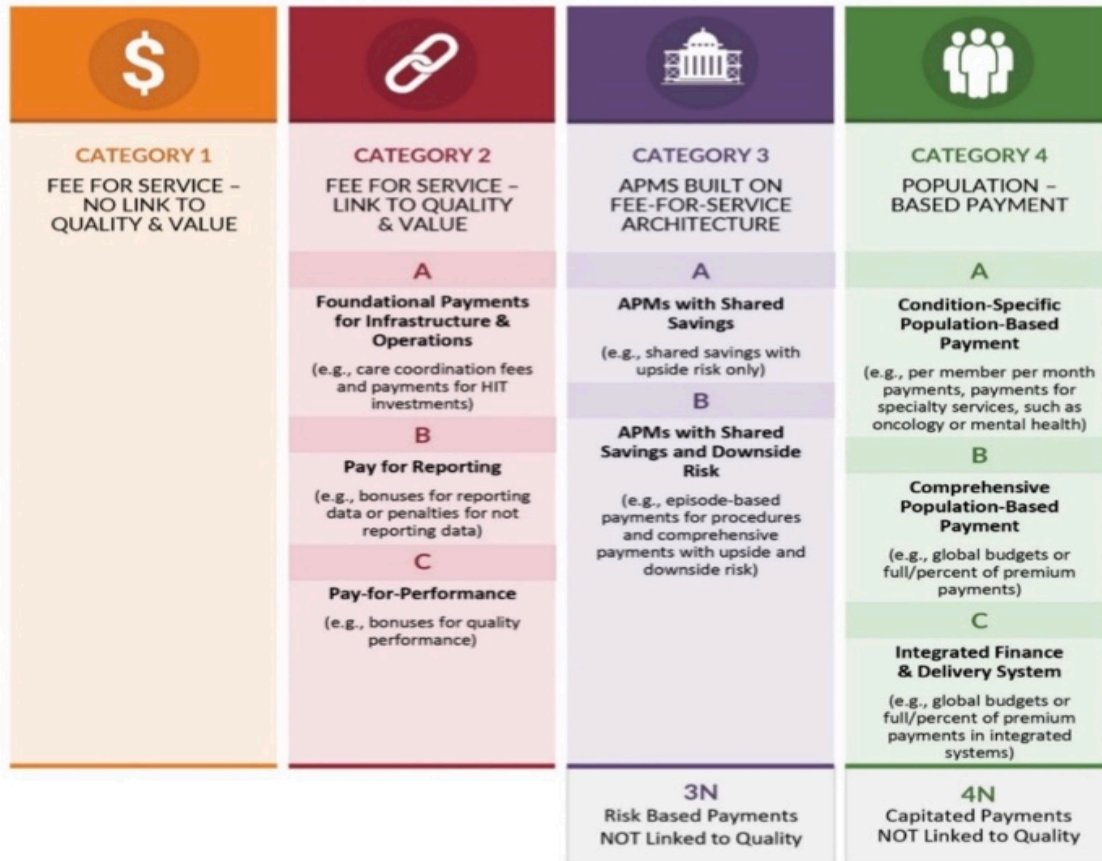 $
CATEGORY 1
FEE FOR SERVICE –
NO LINK TO
QUALITY & VALUE
CATEGORY 2
FEE FOR SERVICE –
LINK TO QUALITY
& VALUE
A
Foundational Payments
for Infrastructure &
Operations
(e.g., care coordination fees
and payments for HIT
investments)
B
Pay for Reporting
(e.g., bonuses for reporting
data or penalties for not
reporting data)
C
Pay-for-Performance
(e.g., bonuses for quality
performance)
CATEGORY 3
APMS BUILT ON
FEE-FOR-SERVICE
ARCHITECTURE
A
APMs with Shared
Savings
(e.g., shared savings with
upside risk only)
B
APMs with Shared
Savings and Downside
Risk
(e.g., episode-based
payments for procedures
and comprehensive
payments with upside and
downside risk)
3N
Risk Based Payments
NOT Linked to Quality
CATEGORY 4
POPULATION –
BASED PAYMENT
A
Condition-Specific
Population-Based
Payment
(e.g., per member per month
payments, payments for
specialty services, such as
oncology or mental health)
B
Comprehensive
Population-Based
Payment
(e.g., global budgets or
full/percent of premium
payments)
C
Integrated Finance
& Delivery System
(e.g., global budgets or
full/percent of premium
payments in integrated
systems)
4N
Capitated Payments
NOT Linked to Quality